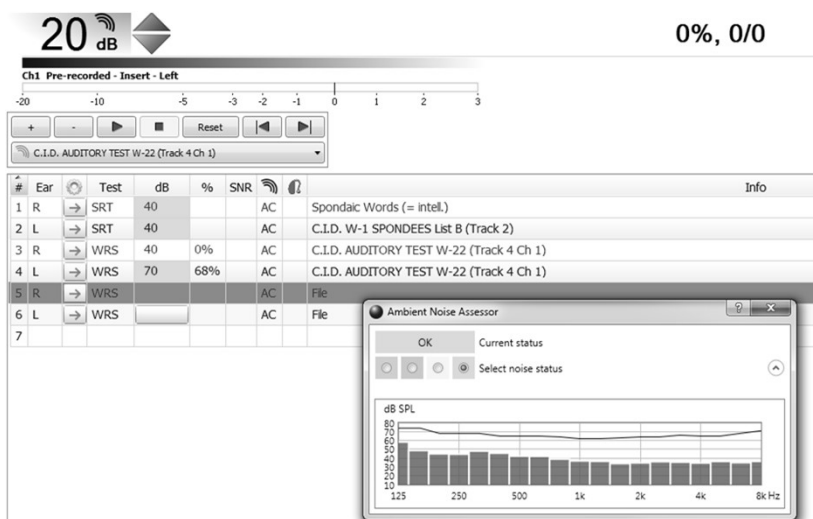 20 dB
0%, 0/0
Ch1 Pre-recorded - Insert - Left
-20 -10 -5 -3 -2 -1 0 1 2 3
+ - Reset
C.I.D. AUDITORY TEST W-22 (Track 4 Ch 1)
# Ear Test dB % SNR Info
1 R SRT 40 AC Spondaic Words (= intell.)
2 L SRT 40 AC C.I.D. W-1 SPONDEES List B (Track 2)
3 R WRS 40 0% AC C.I.D. AUDITORY TEST W-22 (Track 4 Ch 1)
4 L WRS 70 68% AC C.I.D. AUDITORY TEST W-22 (Track 4 Ch 1)
5 R WRS AC File
6 L WRS AC File
7
Ambient Noise Assessor ? x
OK Current status
Select noise status
dB SPL
80
70
60
50
40
30
20
10
125 250 500 1k 2k 4k 8k Hz